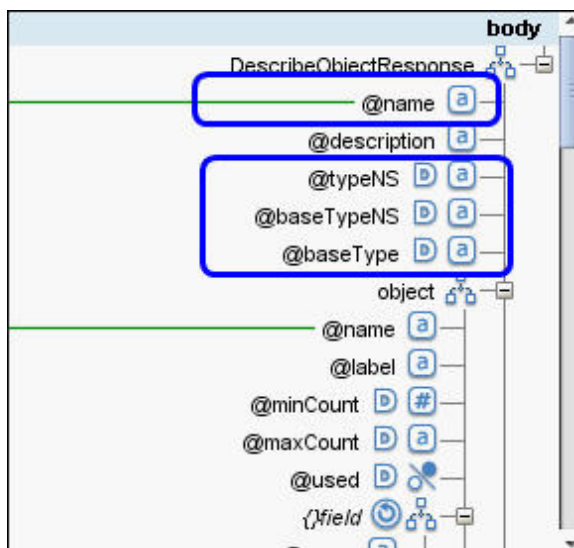 body
DescribeObjectResponse
@name a
@description a
@typeNS D a
@baseTypeNS D a
@baseType D a
object
@name a
@label a
@minCount D #
@maxCount D a
@used D
{}field